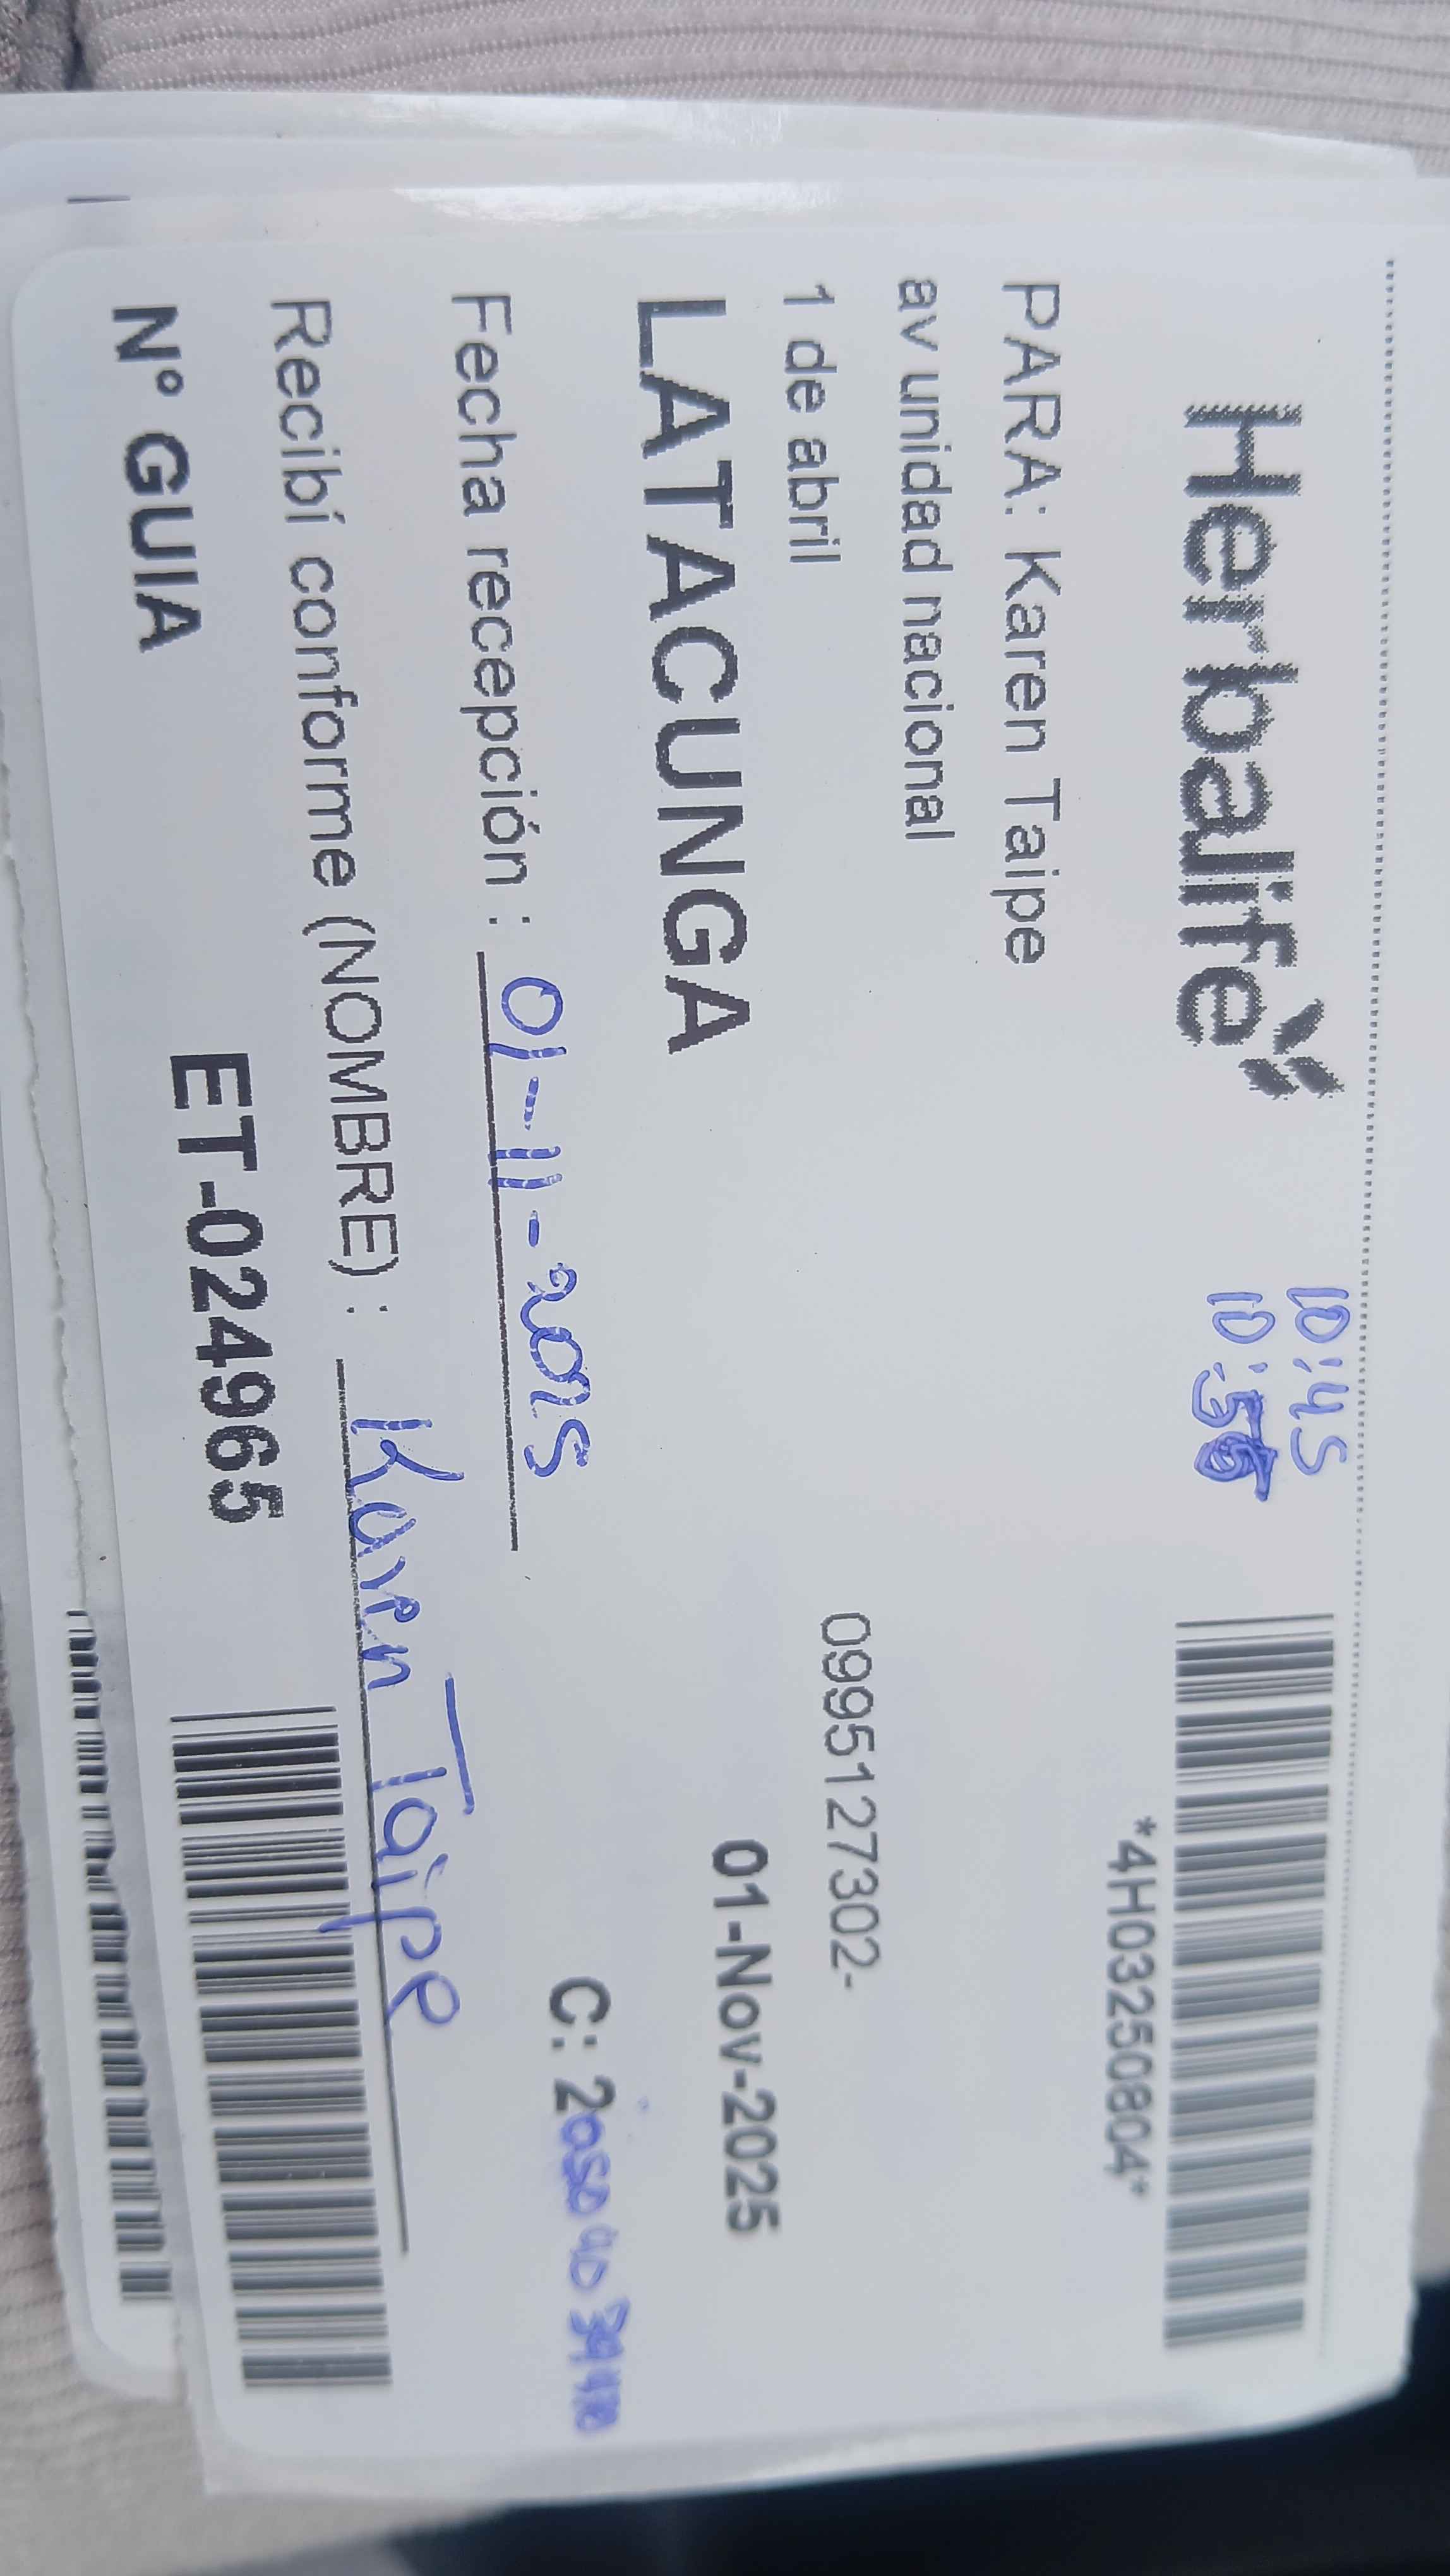 Herbalife
10:45
10:
*4H03250804*
PARA: Karen Taipe
av unidad nacional
1 de abril
0995127302-
LATACUNGA
01-Nov-2025
Fecha recepción : 01-11-2025
C: 2
Recibí conforme (NOMBRE) : Karen Taipe
N° GUIA ET-024965